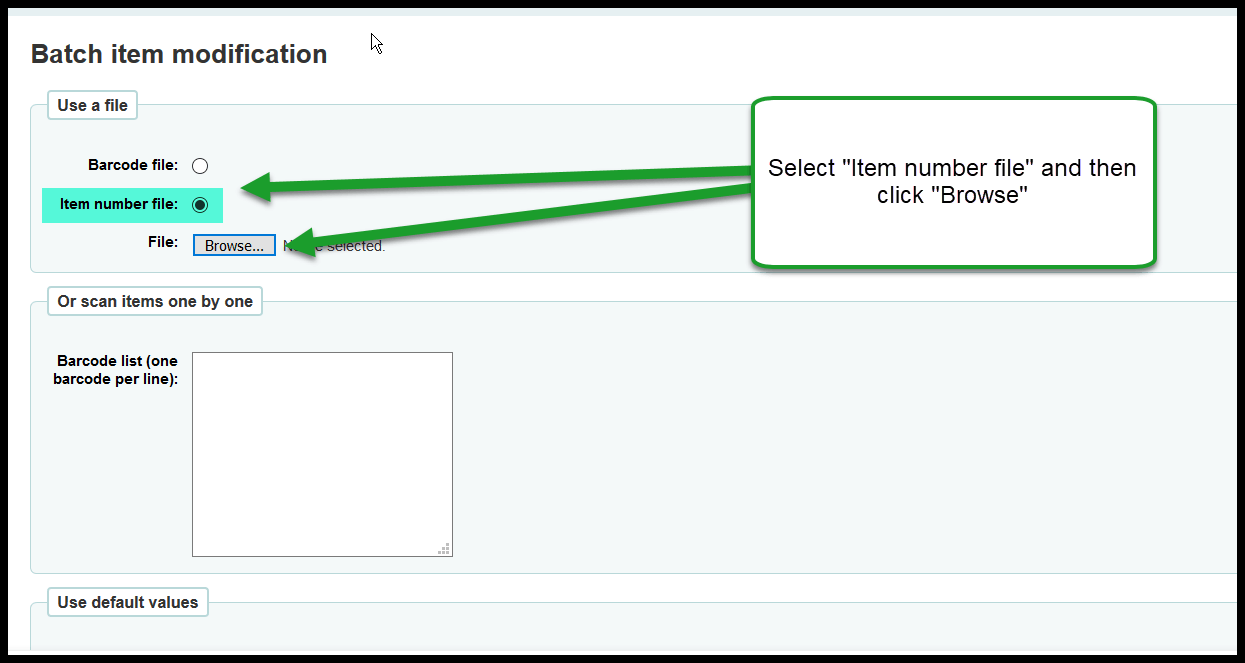 Batch item modification
Use a file
Barcode file:
Select "Item number file" and then
click "Browse"
Item number file:
File:
Browse...
selected.
Or scan items one by one
Barcode list (one
barcode per line):
Use default values